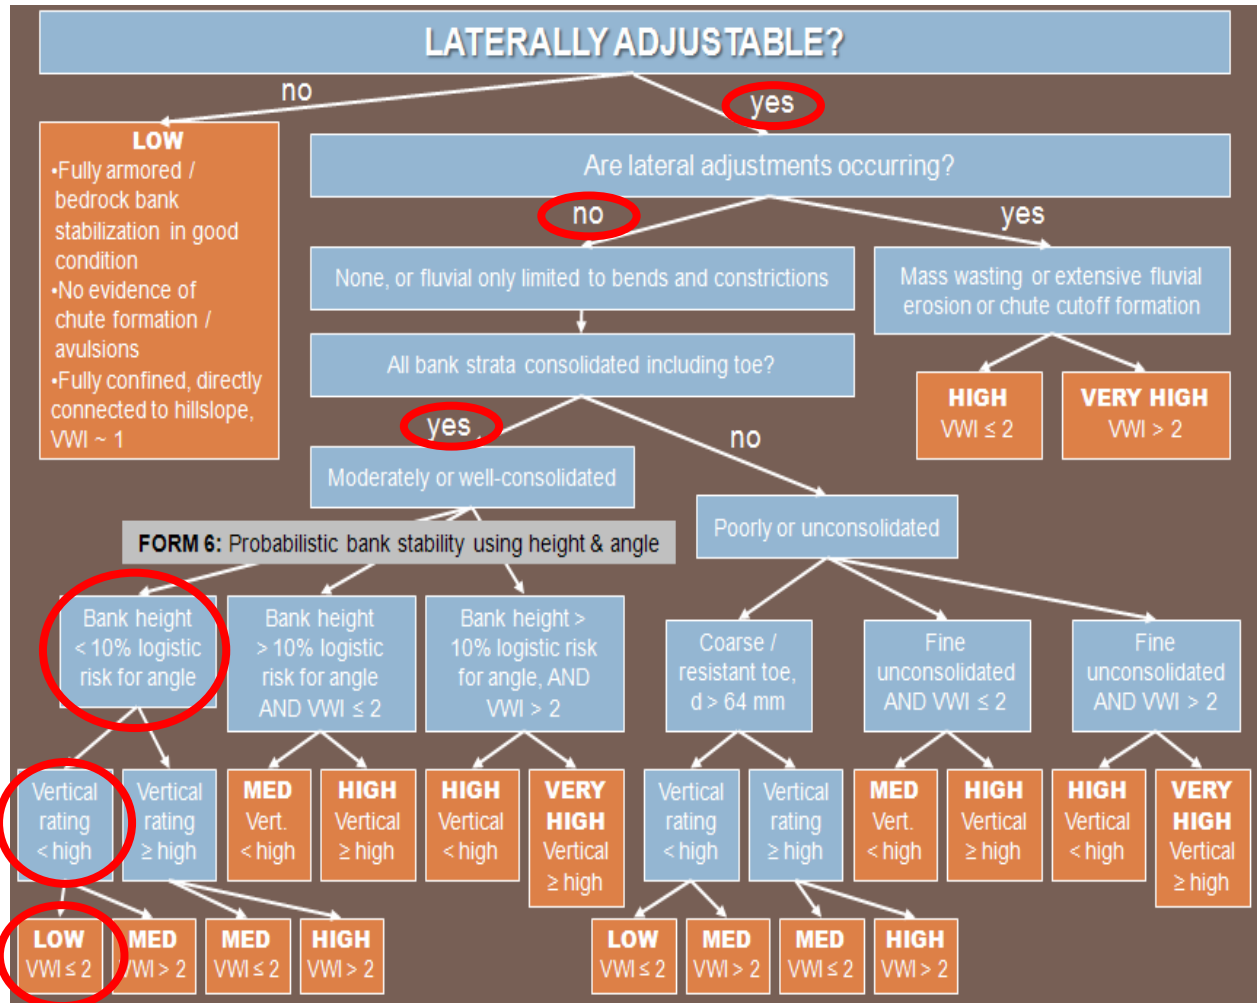 LATERALLY ADJUSTABLE?
no
yes
LOW
•Fully armored /
bedrock bank
stabilization in good
condition
•No evidence of
chute formation /
avulsions
•Fully confined, directly
connected to hillslope,
VWI ~ 1
Are lateral adjustments occurring?
no
yes
None, or fluvial only limited to bends and constrictions
Mass wasting or extensive fluvial
erosion or chute cutoff formation
All bank strata consolidated including toe?
HIGH
VWI ≤ 2
VERY HIGH
VWI > 2
yes
no
Moderately or well-consolidated
Poorly or unconsolidated
FORM 6: Probabilistic bank stability using height & angle
Bank height
< 10% logistic
risk for angle
Bank height
> 10% logistic
risk for angle
AND VWI ≤ 2
Bank height >
10% logistic risk
for angle, AND
VWI > 2
Coarse /
resistant toe,
d > 64 mm
Fine
unconsolidated
AND VWI ≤ 2
Fine
unconsolidated
AND VWI > 2
Vertical
rating
< high
Vertical
rating
≥ high
MED
Vert.
< high
HIGH
Vertical
≥ high
HIGH
Vertical
< high
VERY
HIGH
Vertical
≥ high
Vertical
rating
< high
Vertical
rating
≥ high
MED
Vert.
< high
HIGH
Vertical
≥ high
HIGH
Vertical
< high
VERY
HIGH
Vertical
≥ high
LOW
VWI ≤ 2
MED
VWI > 2
MED
VWI ≤ 2
HIGH
VWI > 2
LOW
VWI ≤ 2
MED
VWI > 2
MED
VWI ≤ 2
HIGH
VWI > 2